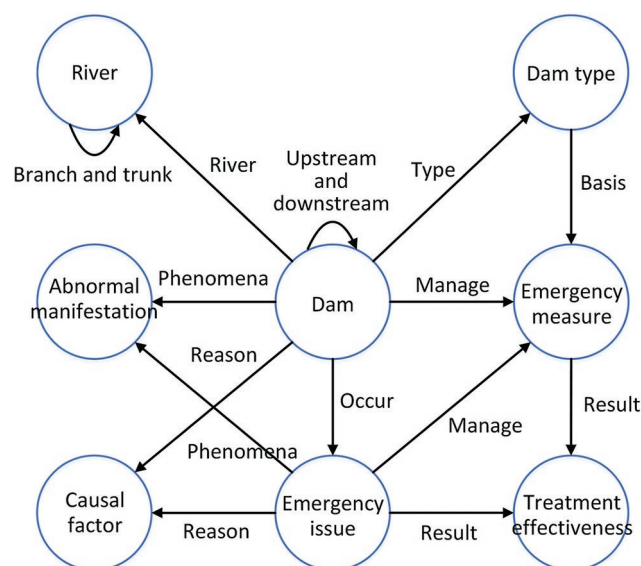 River
Dam type
Branch and trunk
River
Upstream
and
downstream
Type
Basis
Abnormal
manifestation
Phenomena
Dam
Manage
Emergency
measure
Reason
Occur
Result
Phenomena
Manage
Causal
factor
Reason
Emergency
issue
Result
Treatment
effectiveness